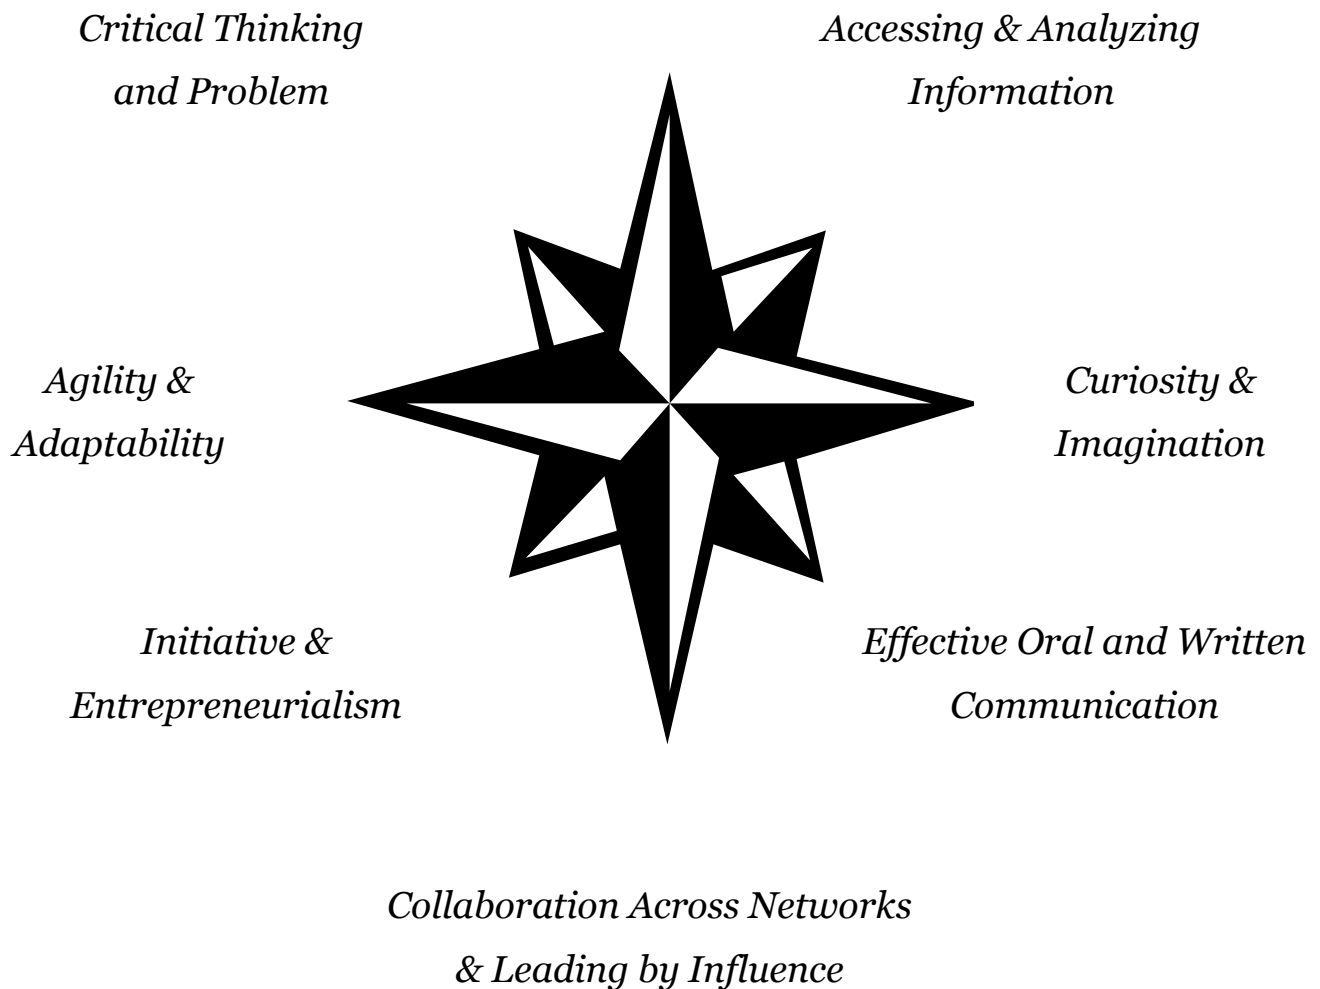 Critical Thinking
and Problem
Accessing & Analyzing
Information
Agility &
Adaptability
Curiosity &
Imagination
Initiative &
Entrepreneurialism
Effective Oral and Written
Communication
Collaboration Across Networks
& Leading by Influence